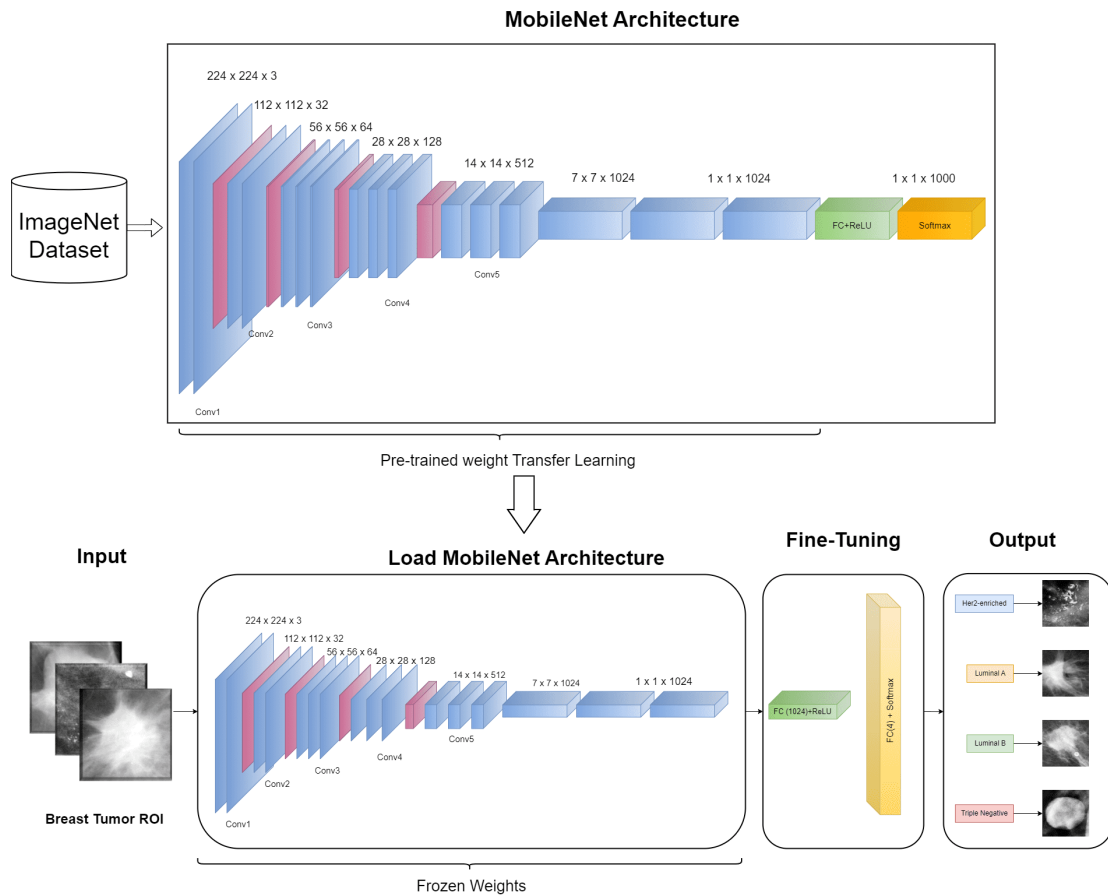 MobileNet Architecture
224 x 224 x 3
112 x 112 x 32
56 x 56 x 64
28 x 28 x 128
14 x 14 x 512
7 x 7 x 1024
1 x 1 x 1024
1 x 1 x 1000
ImageNet
Dataset
FC+ReLU
Softmax
Conv1
Conv2
Conv3
Conv4
Conv5
Pre-trained weight Transfer Learning
Input
Load MobileNet Architecture
Fine-Tuning
Output
224 x 224 x 3
112 x 112 x 32
56 x 56 x 64
28 x 28 x 128
14 x 14 x 512
7 x 7 x 1024
1 x 1 x 1024
Conv1
Conv2
Conv3
Conv4
Conv5
Breast Tumor ROI
FC (1024)+ReLU
FC(4) + Softmax
Her2-enriched
Luminal A
Luminal B
Triple Negative
Frozen Weights